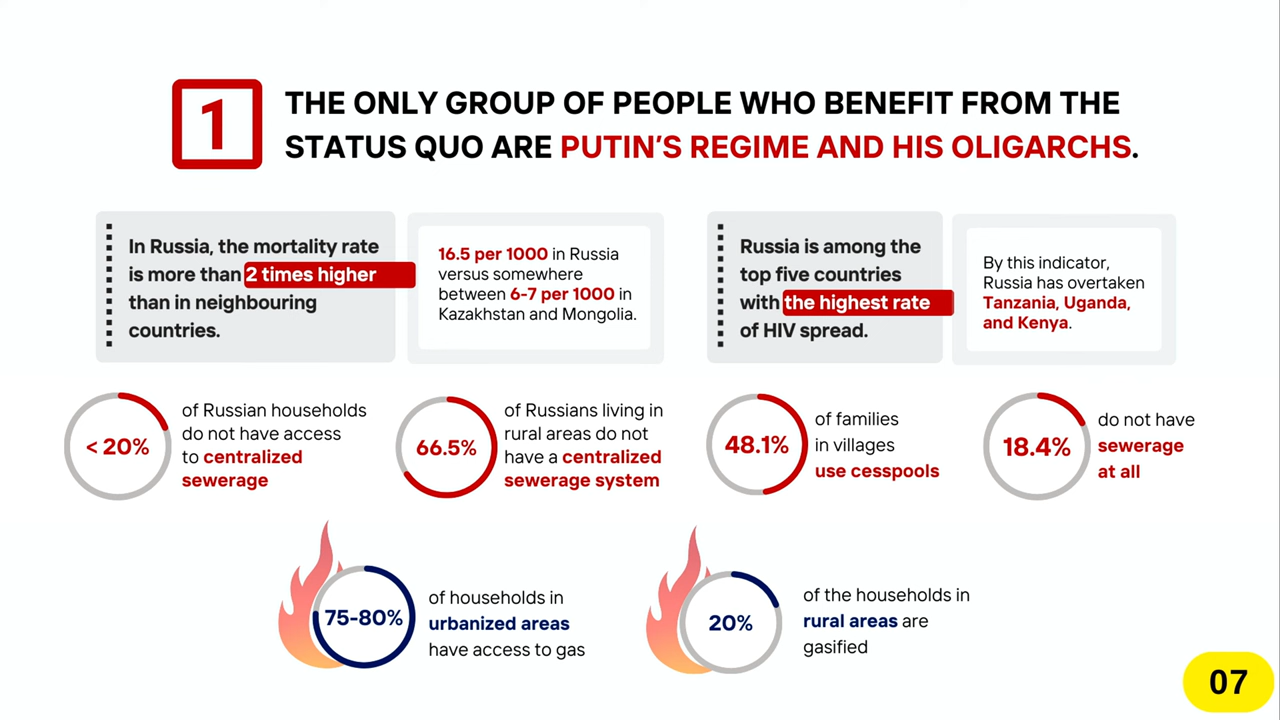 1
THE ONLY GROUP OF PEOPLE WHO BENEFIT FROM THE
STATUS QUO ARE PUTIN'S REGIME AND HIS OLIGARCHS.
In Russia, the mortality rate
is more than 2 times higher
than in neighbouring
countries.
16.5 per 1000 in Russia
versus somewhere
between 6-7 per 1000 in
Kazakhstan and Mongolia.
Russia is among the
top five countries
with the highest rate
of HIV spread.
By this indicator,
Russia has overtaken
Tanzania, Uganda,
and Kenya.
< 20%
of Russian households
do not have access
to centralized
sewerage
66.5%
of Russians living in
rural areas do not
have a centralized
sewerage system
48.1%
of families
in villages
use cesspools
18.4%
do not have
sewerage
at all
75-80%
of households in
urbanized areas
have access to gas
20%
of the households in
rural areas are
gasified
07